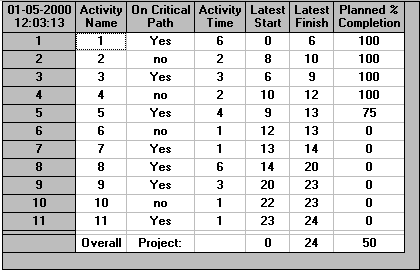 01-05-2000 Activity On Critical Activity Latest Latest Planned %
12:03:13 Name Path Time Start Finish Completion
1 1 Yes 6 0 6 100
2 2 no 2 8 10 100
3 3 Yes 3 6 9 100
4 4 no 2 10 12 100
5 5 Yes 4 9 13 75
6 6 no 1 12 13 0
7 7 Yes 1 13 14 0
8 8 Yes 6 14 20 0
9 9 Yes 3 20 23 0
10 10 no 1 22 23 0
11 11 Yes 1 23 24 0
Overall Project: 0 24 50